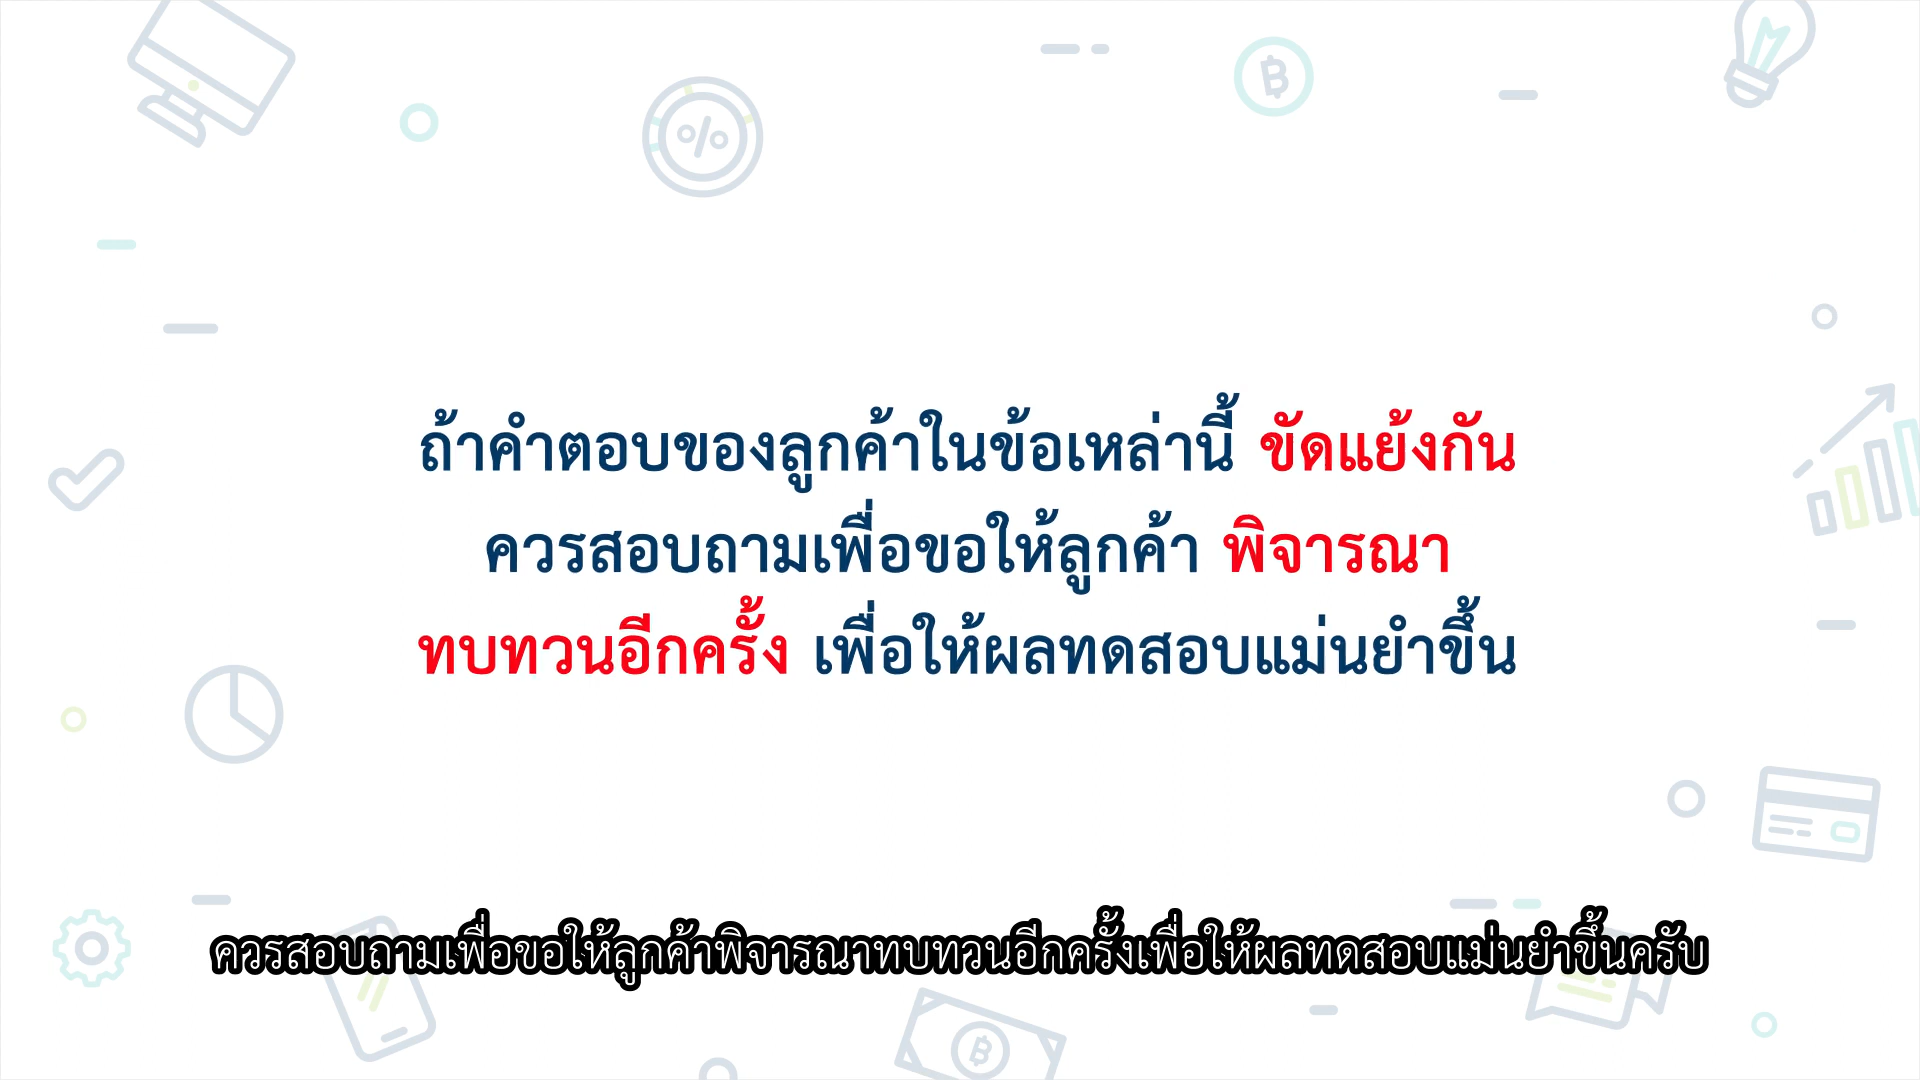 ถ้าคำตอบของลูกค้าในข้อเหล่านี้ ขัดแย้งกัน
ควรสอบถามเพื่อขอให้ลูกค้า พิจารณา
ทบทวนอีกครั้ง เพื่อให้ผลทดสอบแม่นยำขึ้น
ควรสอบถามเพื่อขอให้ลูกค้าพิจารณาทบทวนอีกครั้งเพื่อให้ผลทดสอบแม่นยำขึ้นครับ